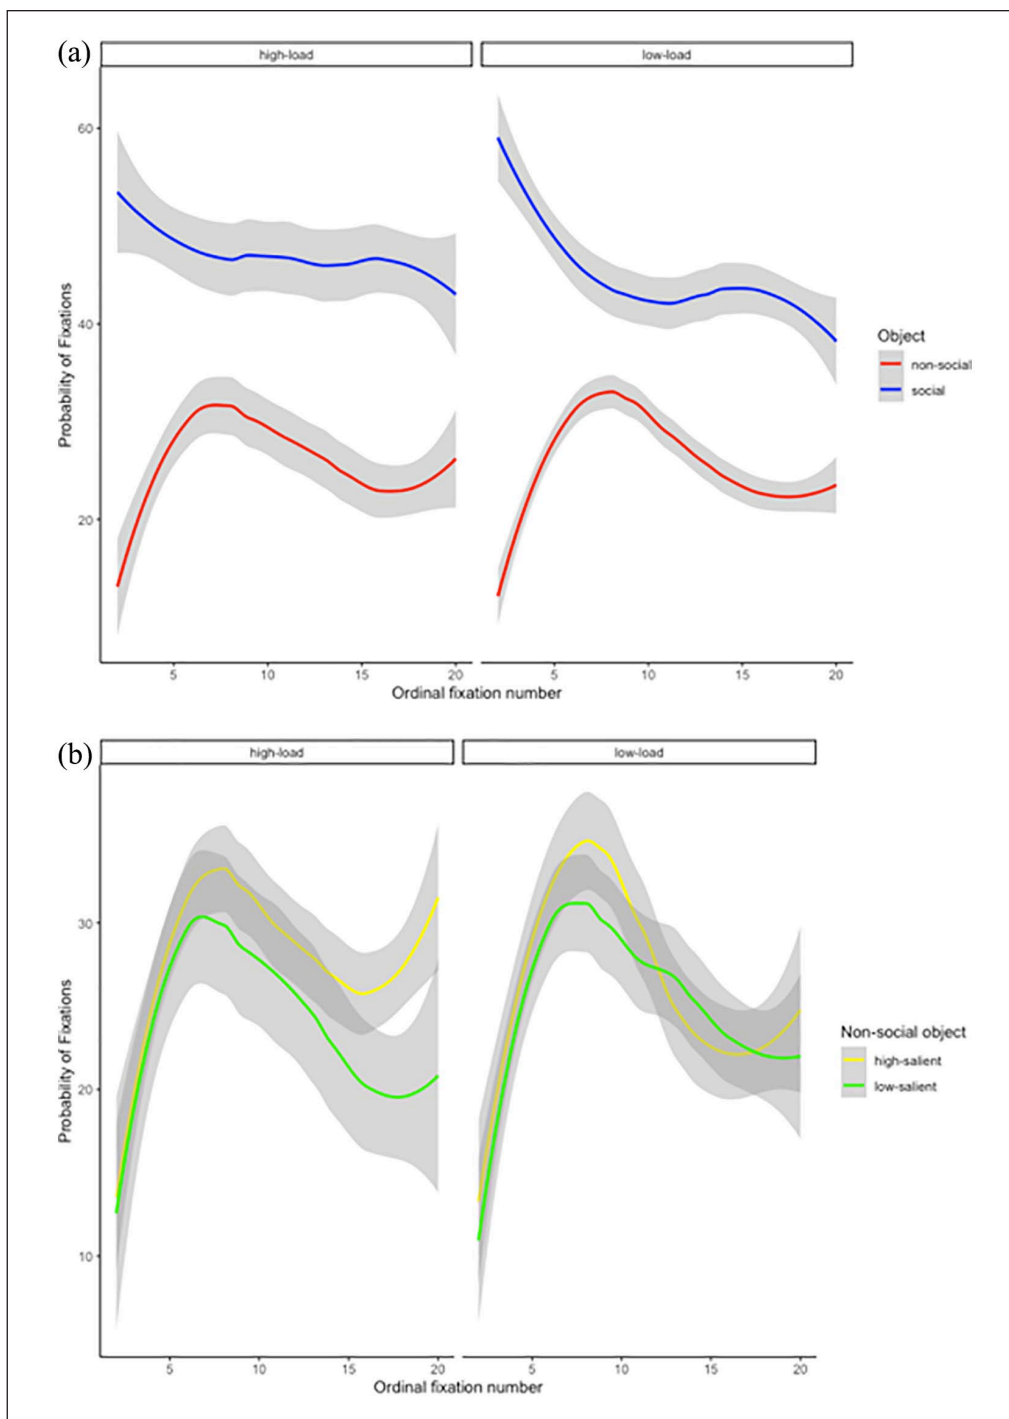 (a)
high-load
low-load
Probability of Fixations
60
40
20
5
10
15
20
5
10
15
20
Ordinal fixation number
Object
non-social
social
(b)
high-load
low-load
Probability of Fixations
30
20
10
5
10
15
20
5
10
15
20
Ordinal fixation number
Non-social object
high-salient
low-salient